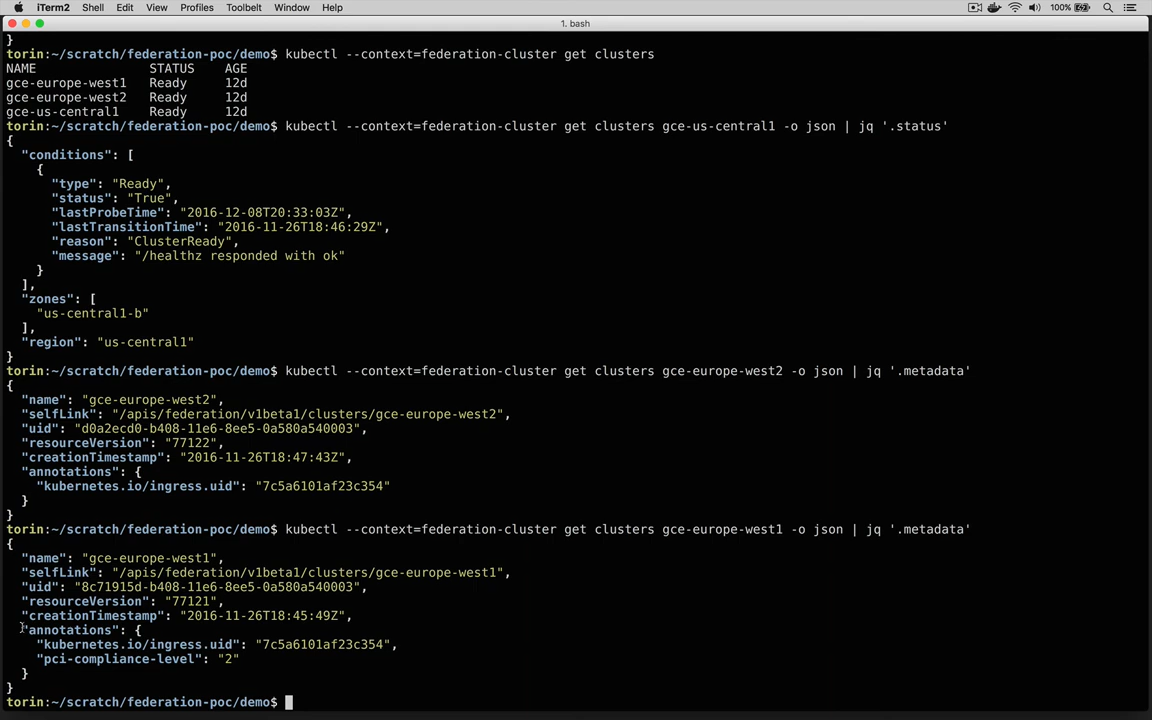 iTerm2 Shell Edit View Profiles Toolbelt Window Help 100%
1. bash
}
torin:~/scratch/federation-poc/demo$ kubectl --context=federation-cluster get clusters
NAME STATUS AGE
gce-europe-west1 Ready 12d
gce-europe-west2 Ready 12d
gce-us-central1 Ready 12d
torin:~/scratch/federation-poc/demo$ kubectl --context=federation-cluster get clusters gce-us-central1 -o json | jq '.status'
{
"conditions": [
{
"type": "Ready",
"status": "True",
"lastProbeTime": "2016-12-08T20:33:03Z",
"lastTransitionTime": "2016-11-26T18:46:29Z",
"reason": "ClusterReady",
"message": "/healthz responded with ok"
}
],
"zones": [
"us-central1-b"
],
"region": "us-central1"
}
torin:~/scratch/federation-poc/demo$ kubectl --context=federation-cluster get clusters gce-europe-west2 -o json | jq '.metadata'
{
"name": "gce-europe-west2",
"selfLink": "/apis/federation/v1beta1/clusters/gce-europe-west2",
"uid": "d0a2ecd0-b408-11e6-8ee5-0a580a540003",
"resourceVersion": "77122",
"creationTimestamp": "2016-11-26T18:47:43Z",
"annotations": {
"kubernetes.io/ingress.uid": "7c5a6101af23c354"
}
}
torin:~/scratch/federation-poc/demo$ kubectl --context=federation-cluster get clusters gce-europe-west1 -o json | jq '.metadata'
{
"name": "gce-europe-west1",
"selfLink": "/apis/federation/v1beta1/clusters/gce-europe-west1",
"uid": "8c71915d-b408-11e6-8ee5-0a580a540003",
"resourceVersion": "77121",
"creationTimestamp": "2016-11-26T18:45:49Z",
"annotations": {
"kubernetes.io/ingress.uid": "7c5a6101af23c354",
"pci-compliance-level": "2"
}
}
torin:~/scratch/federation-poc/demo$